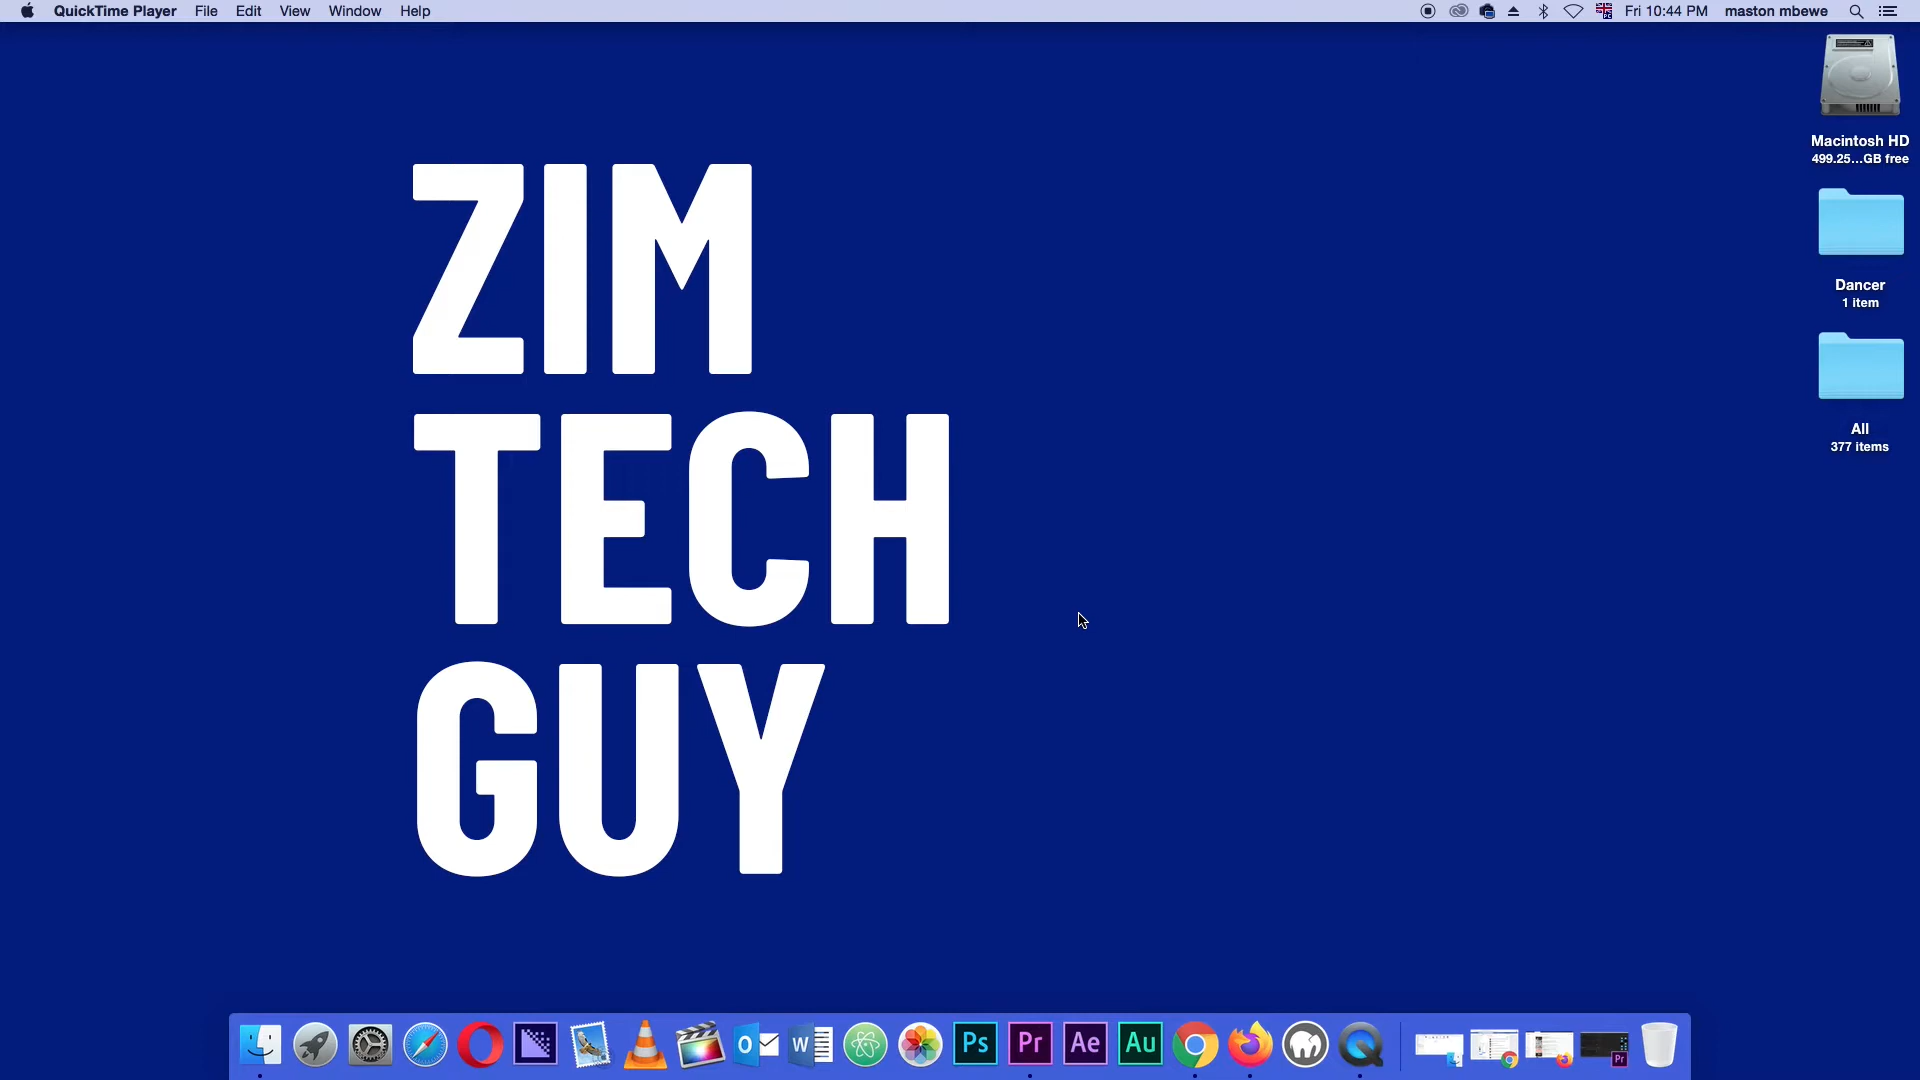 QuickTime Player File Edit View Window Help Fri 10:44 PM maston mbewe
Macintosh HD
499.25...GB free
Dancer
1 item
All
377 items
ZIM
TECH
GUY
O W Ps Pr Ae Au Pr